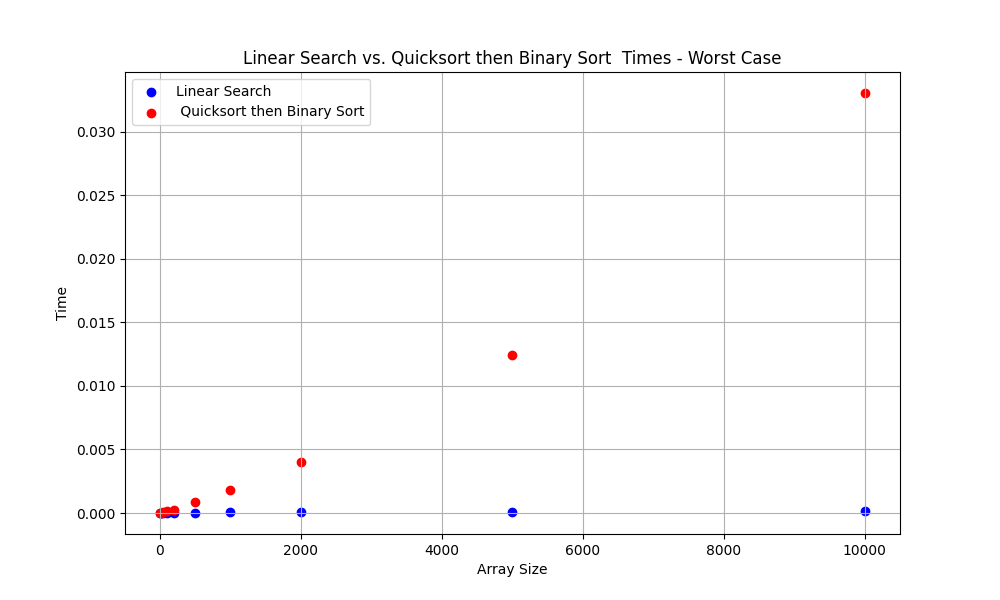 Linear Search vs. Quicksort then Binary Sort  Times - Worst Case
Linear Search
Quicksort then Binary Sort
0.030
0.025
0.020
0.015
0.010
0.005
0.000
Time
0 2000 4000 6000 8000 10000
Array Size